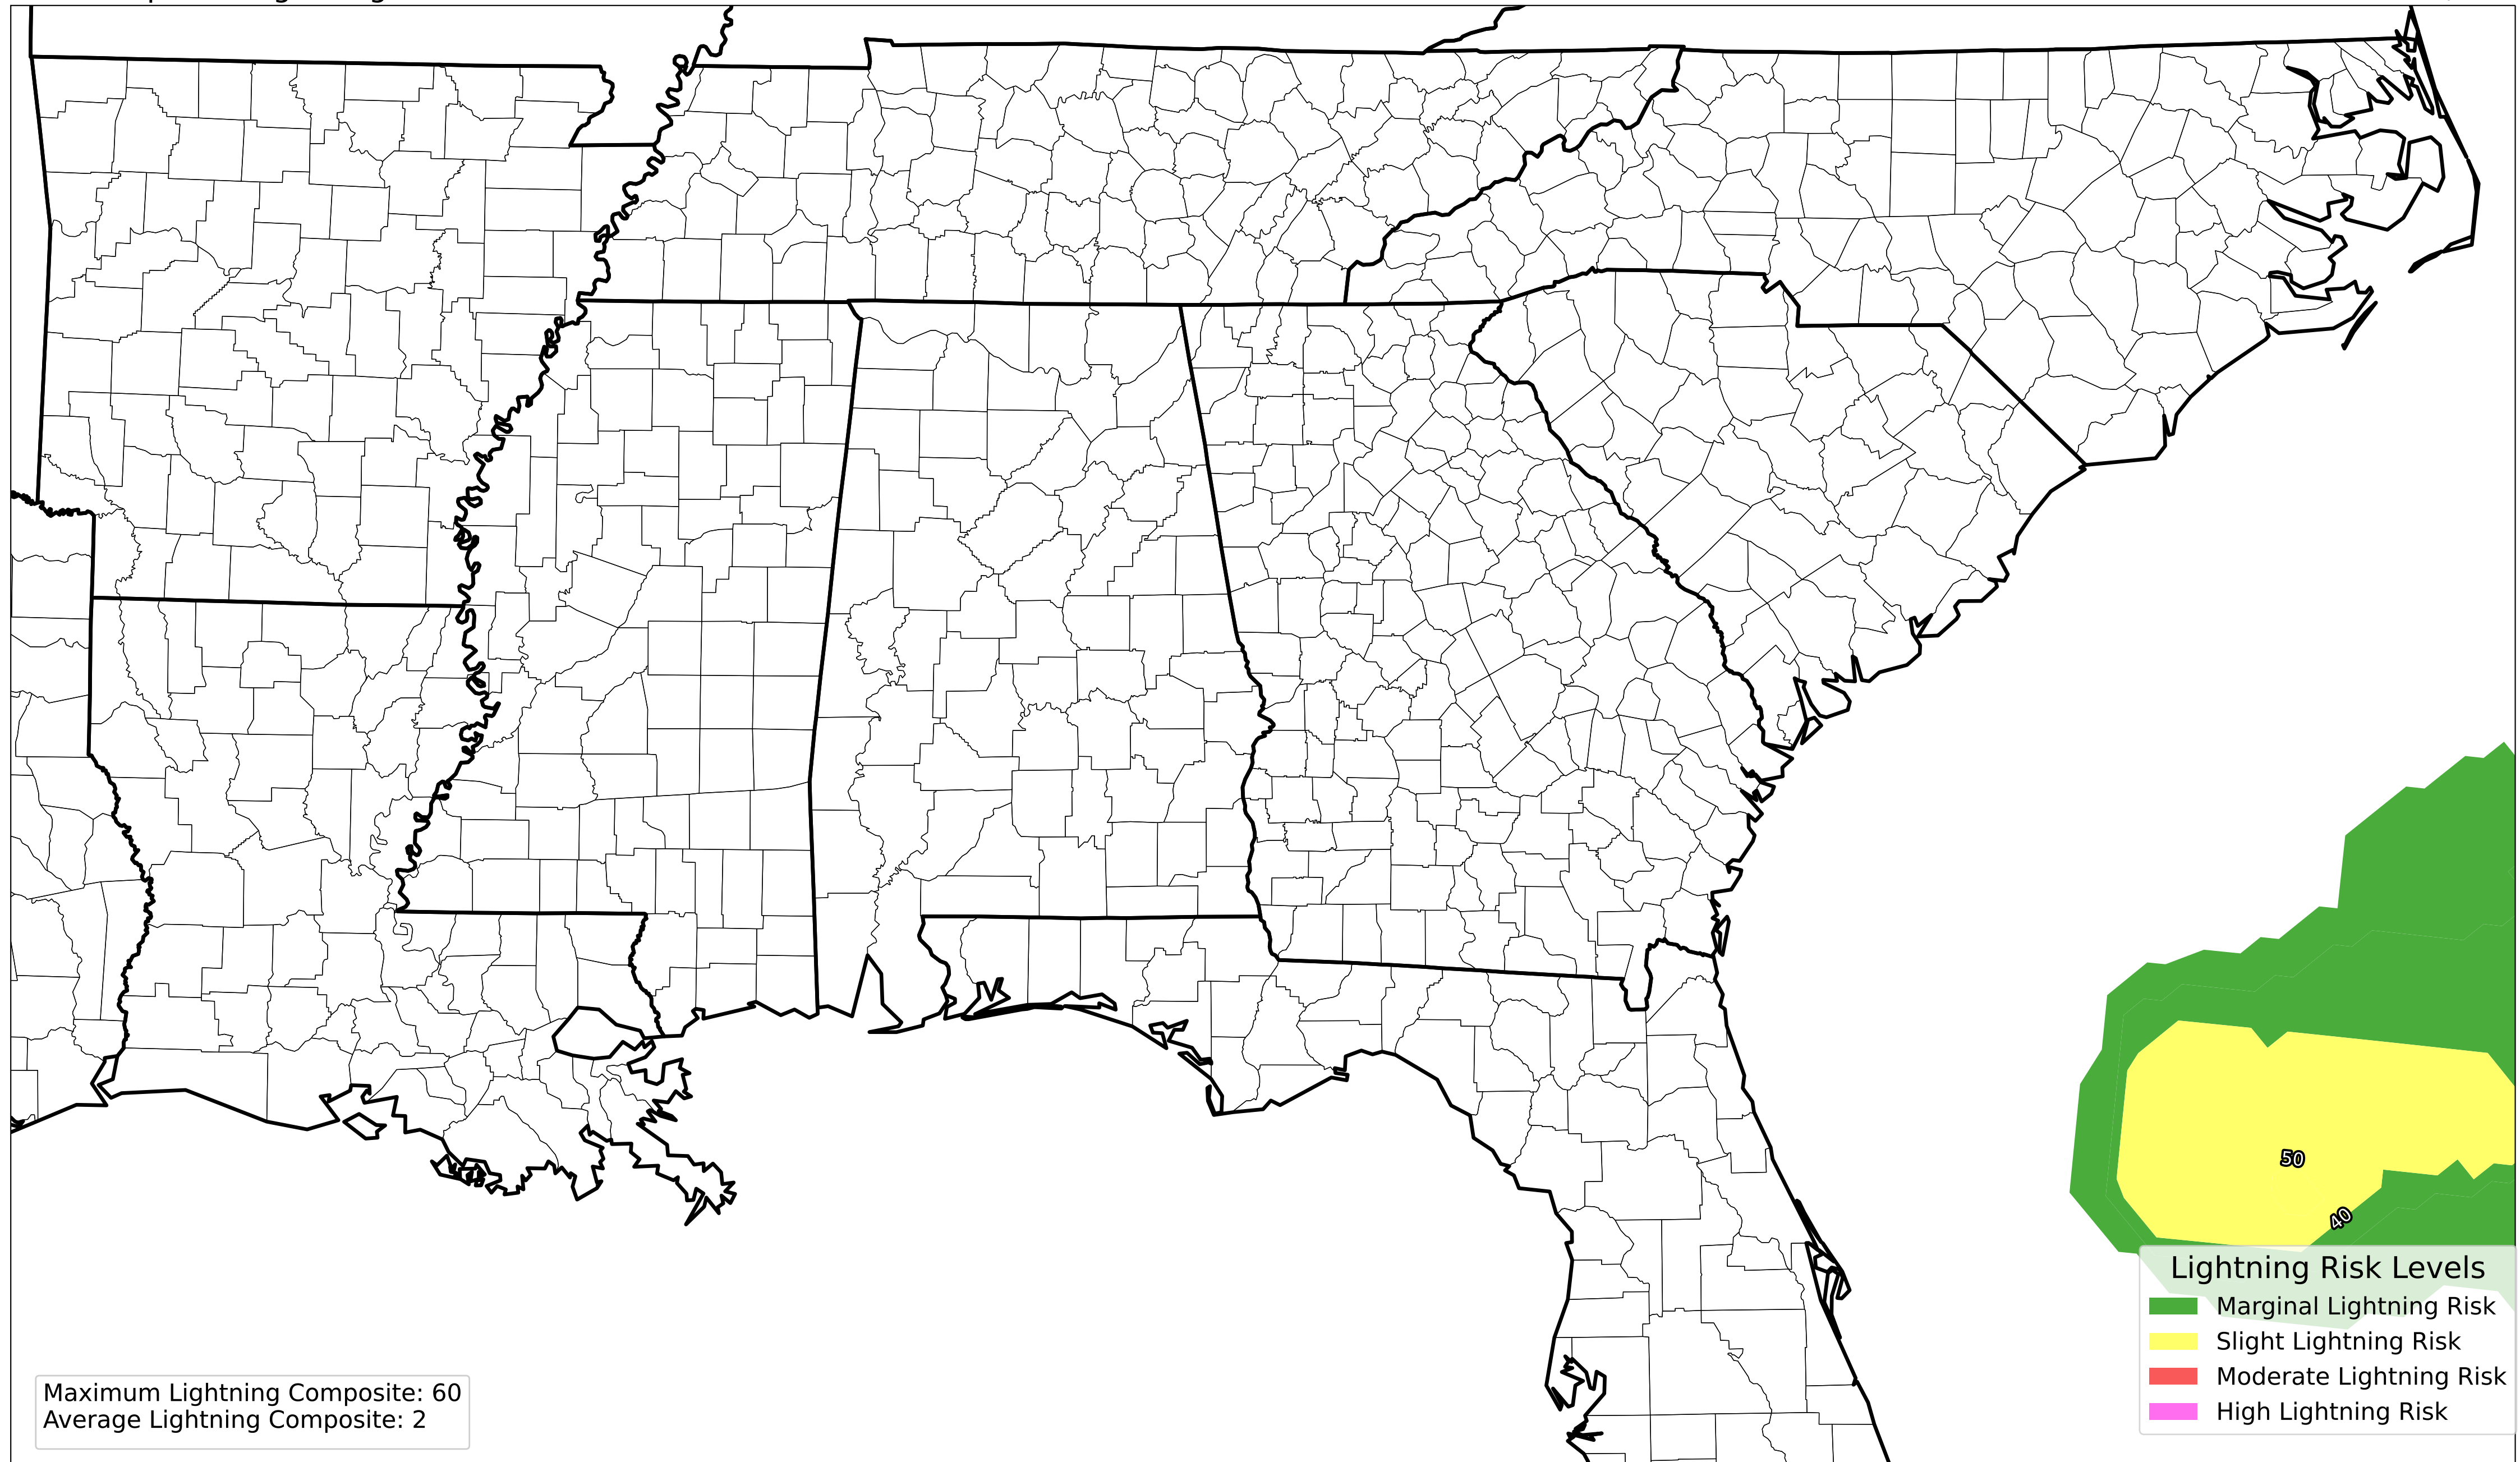 50
40
Lightning Risk Levels
Marginal Lightning Risk
Slight Lightning Risk
Moderate Lightning Risk
High Lightning Risk
Maximum Lightning Composite: 60
Average Lightning Composite: 2